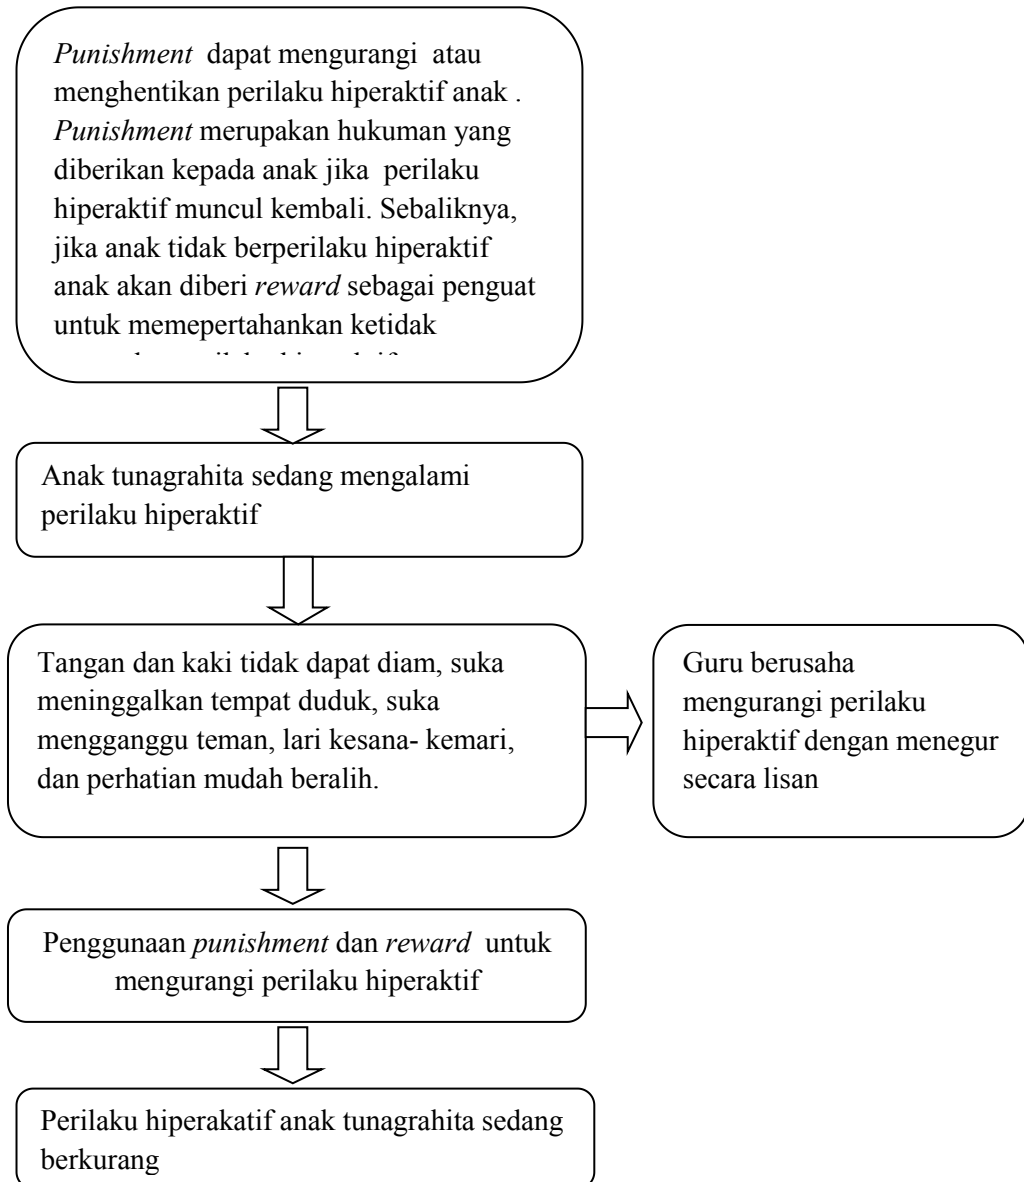 Punishment dapat mengurangi atau
menghentikan perilaku hiperaktif anak .
Punishment merupakan hukuman yang
diberikan kepada anak jika perilaku
hiperaktif muncul kembali. Sebaliknya,
jika anak tidak berperilaku hiperaktif
anak akan diberi reward sebagai penguat
untuk memepertahankan ketidak
Anak tunagrahita sedang mengalami
perilaku hiperaktif
Tangan dan kaki tidak dapat diam, suka
meninggalkan tempat duduk, suka
mengganggu teman, lari kesana- kemari,
dan perhatian mudah beralih.
Guru berusaha
mengurangi perilaku
hiperaktif dengan menegur
secara lisan
Penggunaan punishment dan reward untuk
mengurangi perilaku hiperaktif
Perilaku hiperakatif anak tunagrahita sedang
berkurang